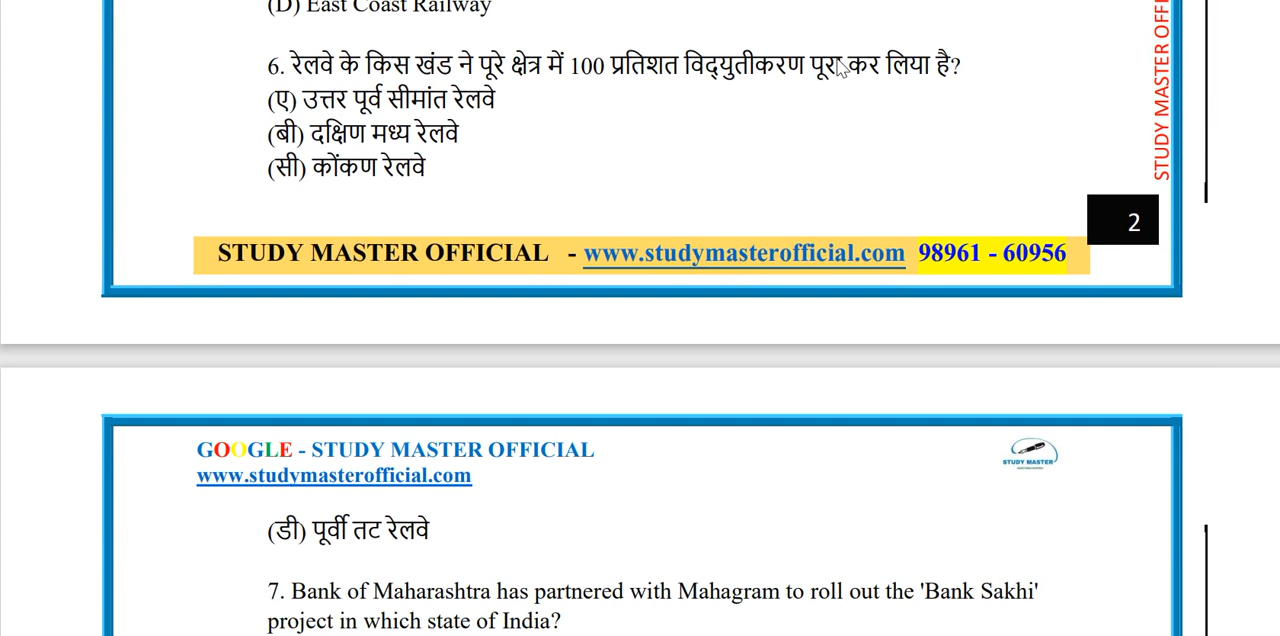 (D) East Coast Railway
6. रेलवे के किस खंड ने पूरे क्षेत्र में 100 प्रतिशत विद्युतीकरण पूरा कर लिया है?
(ए) उत्तर पूर्व सीमांत रेलवे
(बी) दक्षिण मध्य रेलवे
(सी) कोंकण रेलवे
STUDY MASTER OFF
2
STUDY MASTER OFFICIAL - www.studymasterofficial.com 98961 - 60956
GOOGLE - STUDY MASTER OFFICIAL
www.studymasterofficial.com
STUDY MASTER
(डी) पूर्वी तट रेलवे
7. Bank of Maharashtra has partnered with Mahagram to roll out the 'Bank Sakhi'
project in which state of India?